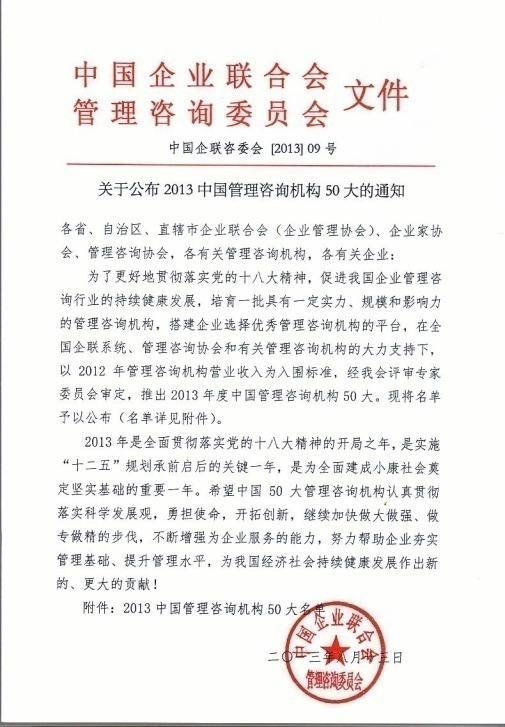 中国企业联合会
管理咨询委员会
文件
中国企联咨委会 [2013] 09 号
关于公布 2013 中国管理咨询机构 50 大的通知
各省、自治区、直辖市企业联合会（企业管理协会）、企业家协
会、管理咨询协会，各有关管理咨询机构，各有关企业:
为了更好地贯彻落实党的十八大精神，促进我国企业管理咨
询行业的持续健康发展，培育一批具有一定实力、规模和影响力
的管理咨询机构，搭建企业选择优秀管理咨询机构的平台，在全
国企联系统、管理咨询协会和有关管理咨询机构的大力支持下，
以 2012 年管理咨询机构营业收入为入围标准，经我会评审专家
委员会审定，推出 2013 年度中国管理咨询机构 50 大。现将名单
予以公布（名单详见附件）。
2013 年是全面贯彻落实党的十八大精神的开局之年，是实施
“十二五”规划承前启后的关键一年，是为全面建成小康社会奠
定坚实基础的重要一年。希望中国 50 大管理咨询机构认真贯彻
落实科学发展观，勇担使命，开拓创新，继续加快做大做强、做
专做精的步伐，不断增强为企业服务的能力，努力帮助企业夯实
管理基础、提升管理水平，为我国经济社会持续健康发展作出新
的、更大的贡献！
附件: 2013 中国管理咨询机构 50 大名单
中国企业联合会
二〇一三年八月十三日
管理咨询委员会